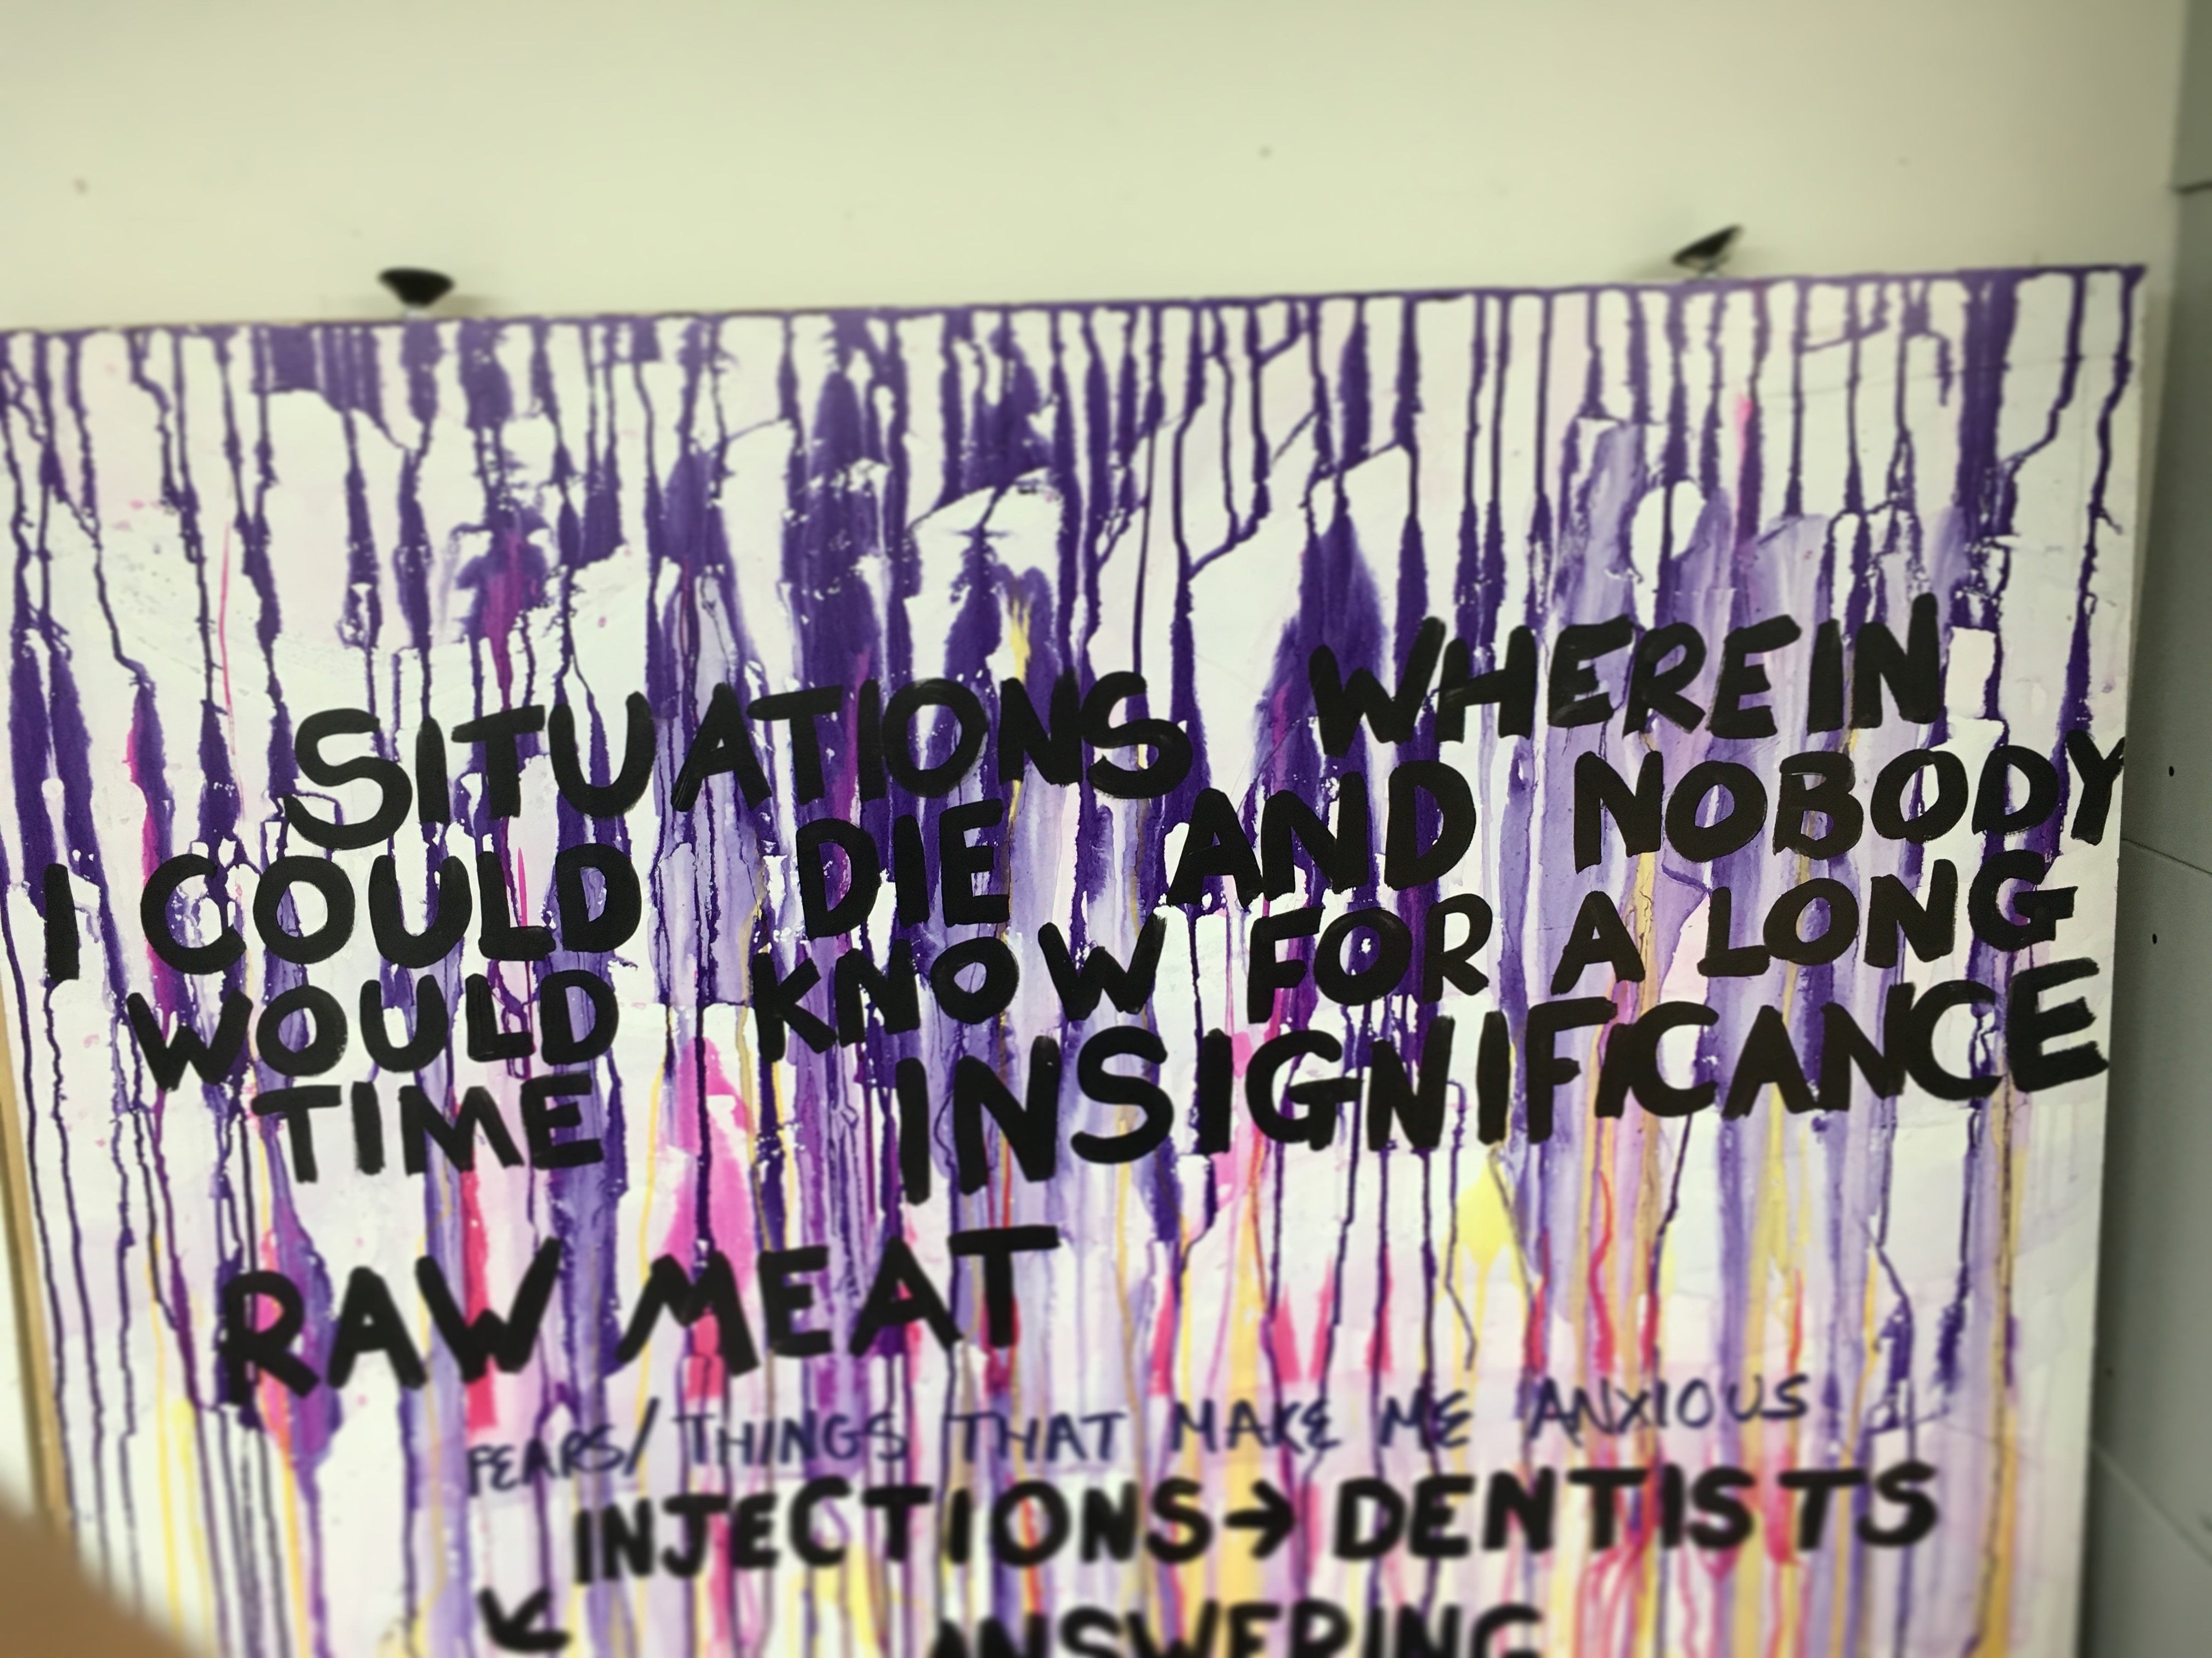 SITUATIONS WHEREIN
I COULD DIE AND NOBODY
WOULD KNOW FOR A LONG
TIME INSIGNIFICANCE
RAW MEAT
FEARS/ THINGS THAT MAKE ME ANXIOUS
INJECTIONS → DENTISTS
ANSWERING